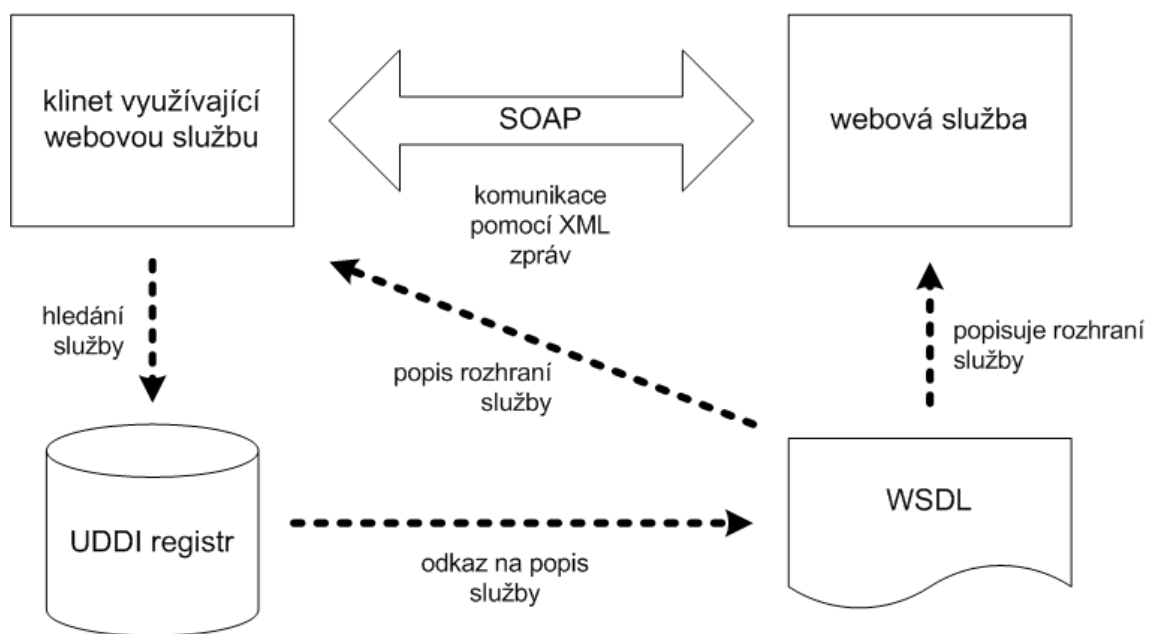 klinet využívající
webovou službu
SOAP
webová služba
komunikace
pomocí XML
zpráv
hledání
služby
popis rozhraní
služby
popisuje rozhraní
služby
UDDI registr
odkaz na popis
služby
WSDL